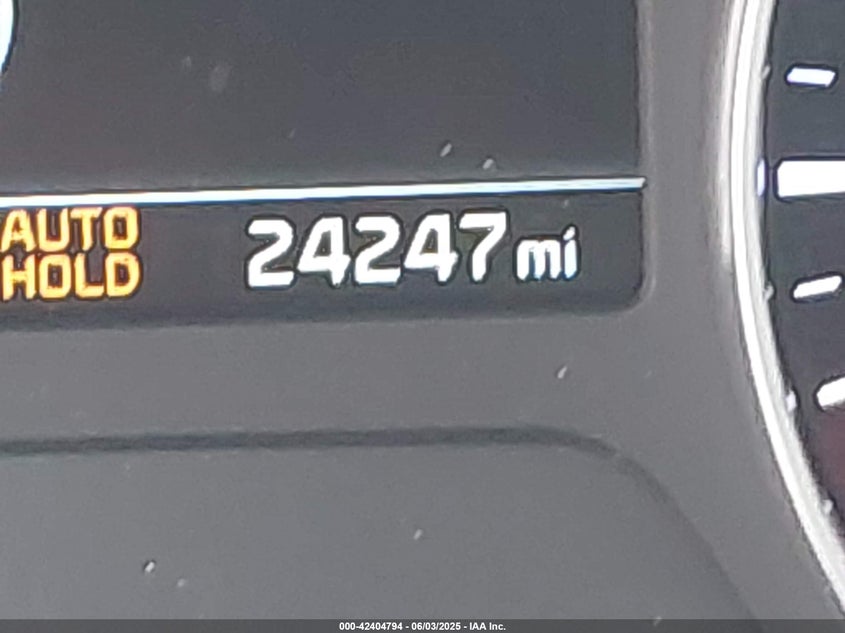 AUTO
HOLD
24247 mi
000-42404794 - 06/03/2025 - IAA Inc.